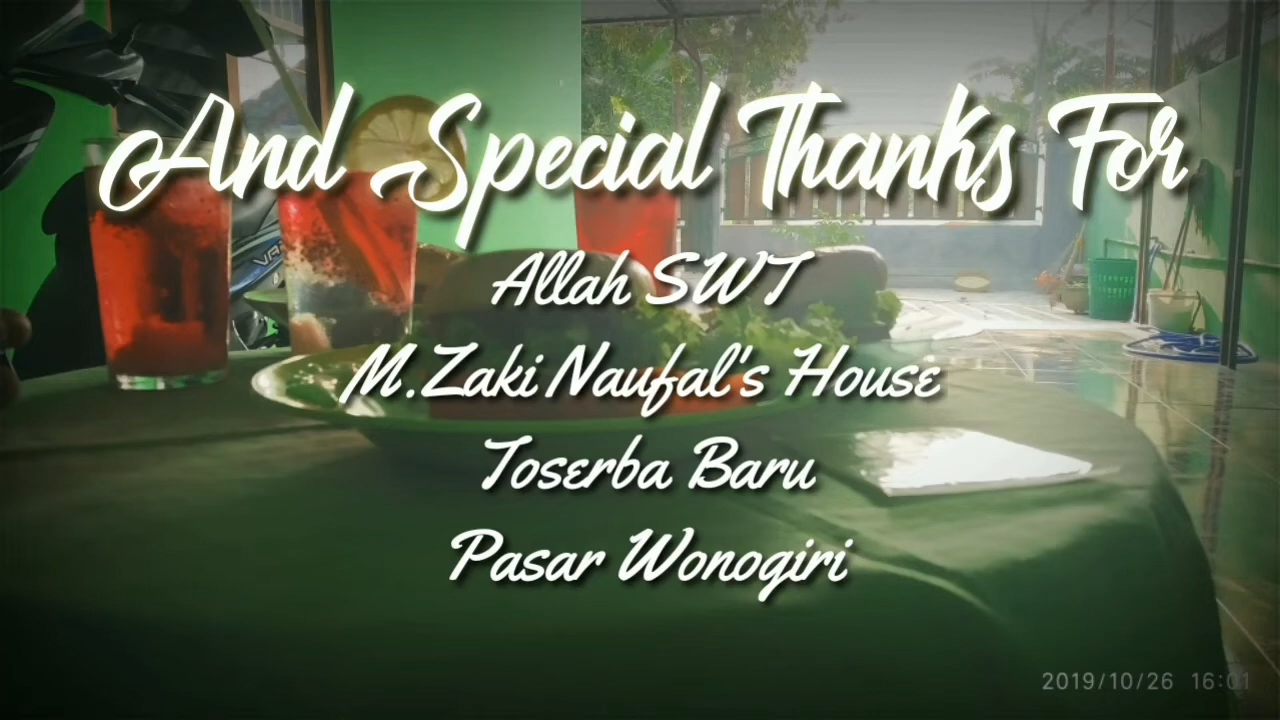 And Special Thanks For
Allah SWT
M.Zaki Naufal's House
Toserba Baru
Pasar Wonogiri
2019/10/26 16:01